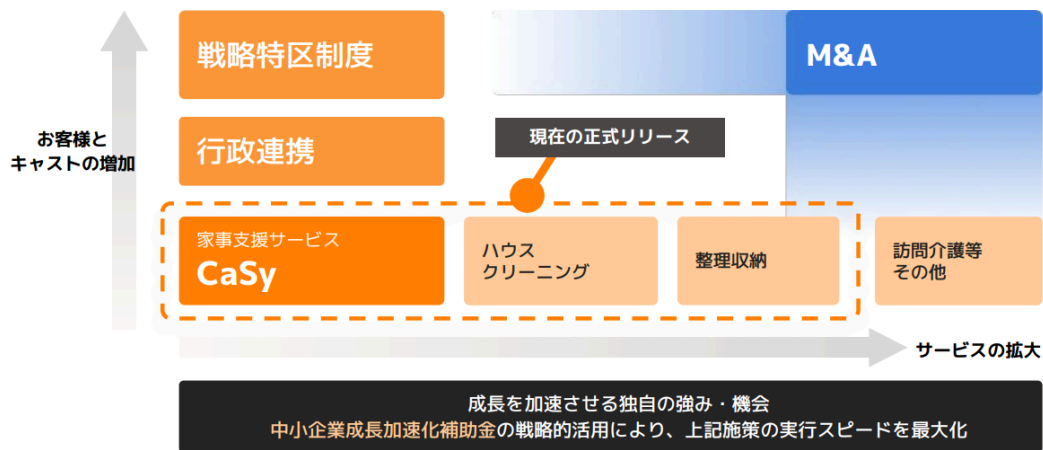 戦略特区制度
M&A
お客様と
キャストの増加
行政連携
現在の正式リリース
家事支援サービス
CaSy
ハウス
クリーニング
整理収納
訪問介護等
その他
サービスの拡大
成長を加速させる独自の強み・機会
中小企業成長加速化補助金の戦略的活用により、上記施策の実行スピードを最大化